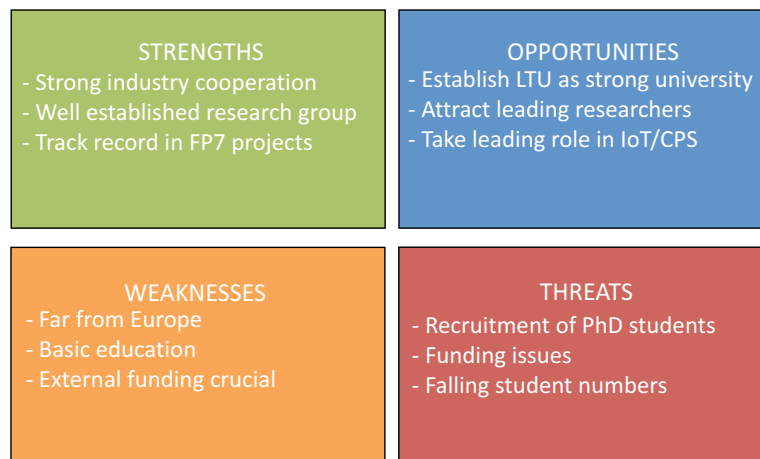 STRENGTHS
- Strong industry cooperation
- Well established research group
- Track record in FP7 projects
OPPORTUNITIES
- Establish LTU as strong university
- Attract leading researchers
- Take leading role in IoT/CPS
WEAKNESSES
- Far from Europe
- Basic education
- External funding crucial
THREATS
- Recruitment of PhD students
- Funding issues
- Falling student numbers